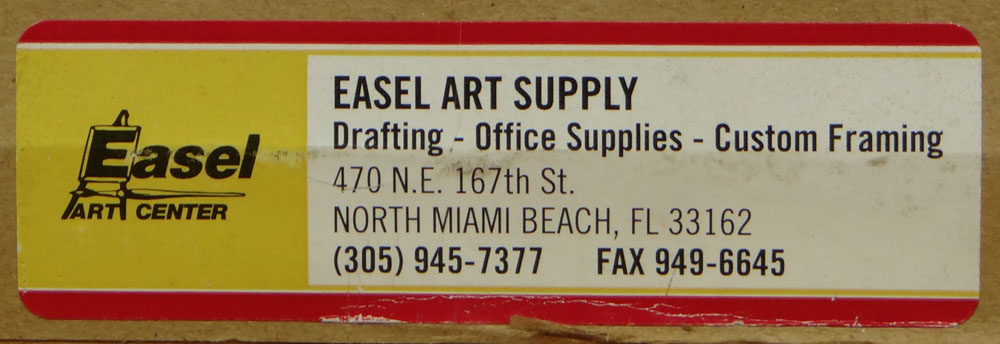 Easel
ART CENTER
EASEL ART SUPPLY
Drafting - Office Supplies - Custom Framing
470 N.E. 167th St.
NORTH MIAMI BEACH, FL 33162
(305) 945-7377 FAX 949-6645